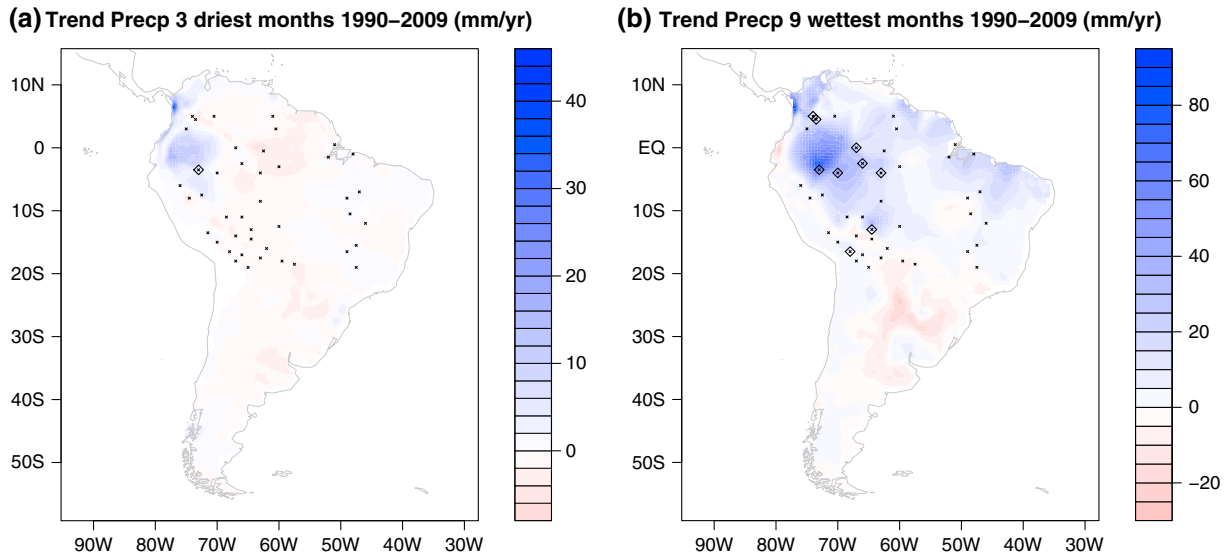 (a) Trend Precp 3 driest months 1990−2009 (mm/yr)
10N
0
10S
20S
30S
40S
50S
90W 80W 70W 60W 50W 40W 30W
40
30
20
10
0
(b) Trend Precp 9 wettest months 1990−2009 (mm/yr)
10N
EQ
10S
20S
30S
40S
50S
90W 80W 70W 60W 50W 40W 30W
80
60
40
20
0
−20